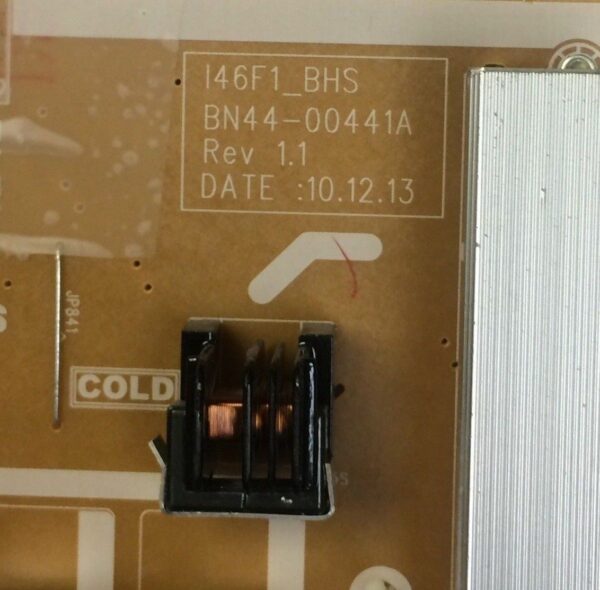 I46F1_BHS
BN44-00441A
Rev 1.1
DATE :10.12.13
JP841
COLD